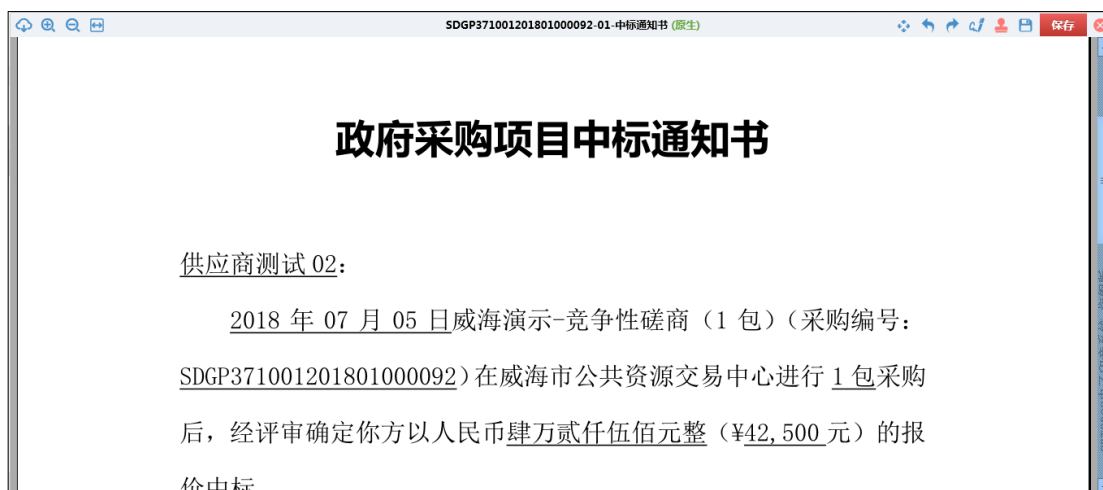 SDGP371001201801000092-01-中标通知书 (原生)
保存
政府采购项目中标通知书
供应商测试 02：
2018 年 07 月 05 日威海演示-竞争性磋商（1 包）（采购编号：
SDGP371001201801000092）在威海市公共资源交易中心进行 1 包采购
后，经评审确定你方以人民币肆万贰仟伍佰元整（¥42,500 元）的报
价中标